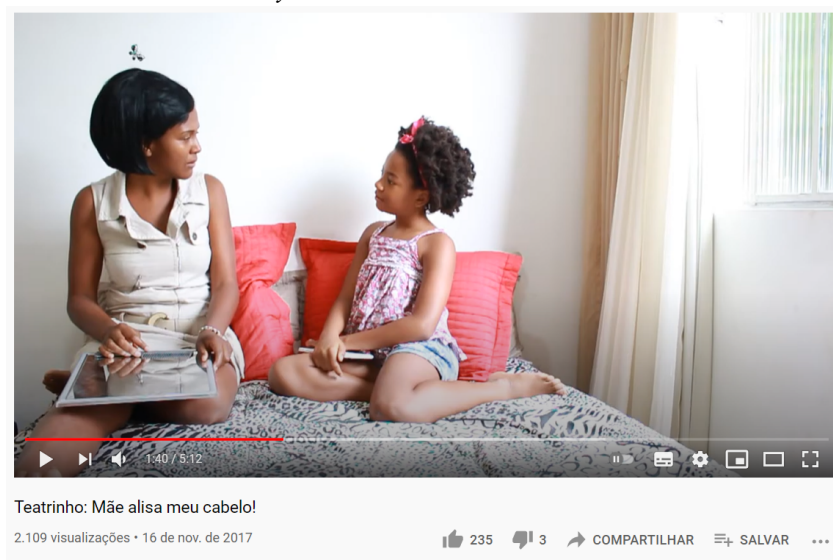 1:40 / 5:12
Teatrinho: Mãe alisa meu cabelo!
2.109 visualizações • 16 de nov. de 2017
235 3 COMPARTILHAR SALVAR